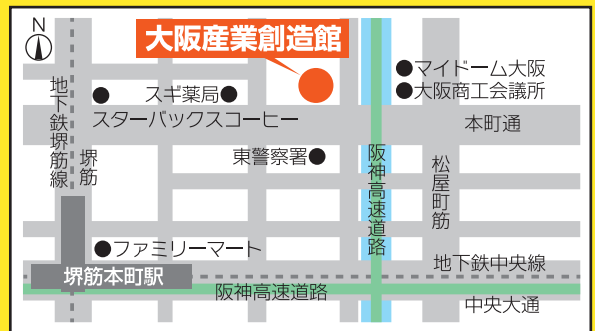 N
大阪産業創造館
マイドーム大阪
大阪商工会議所
スギ薬局
スターバックスコーヒー
本町通
地下鉄堺筋線
堺筋
東警察署
阪神高速道路
松屋町筋
ファミリーマート
地下鉄中央線
堺筋本町駅
阪神高速道路
中央大通